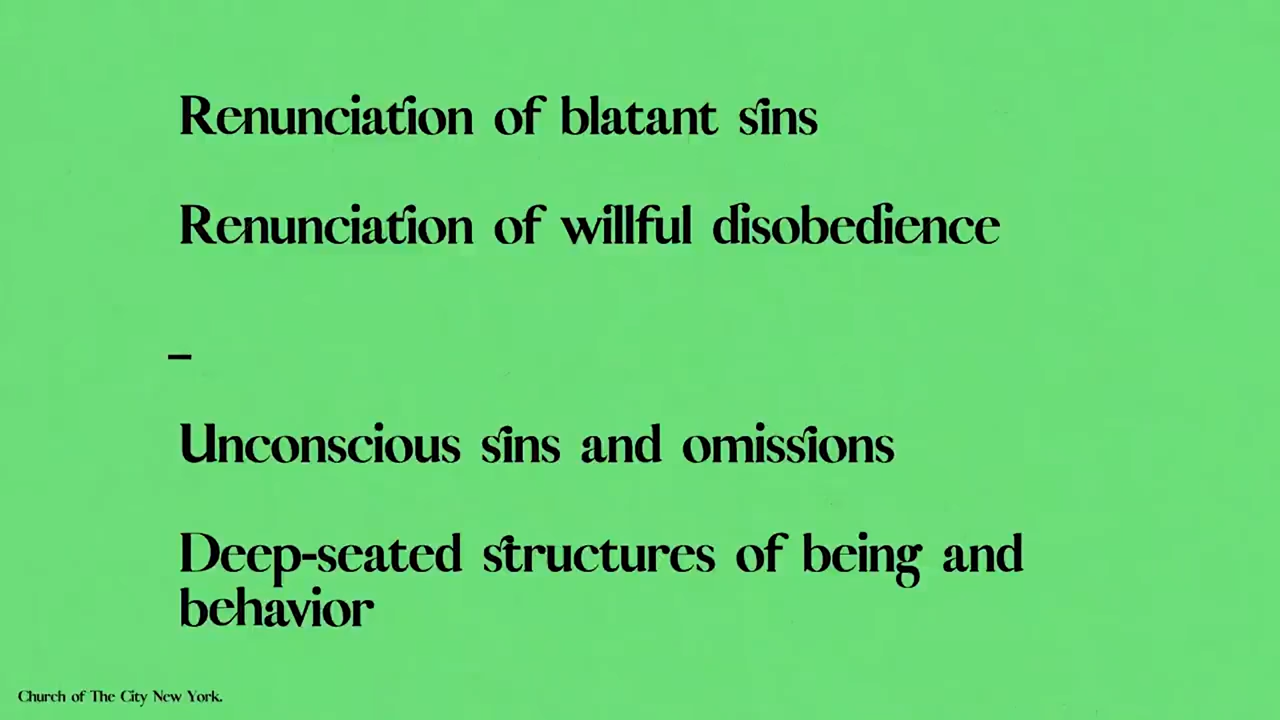 Renunciation of blatant sins
Renunciation of willful disobedience
–
Unconscious sins and omissions
Deep-seated structures of being and
behavior
Church of The City New York.